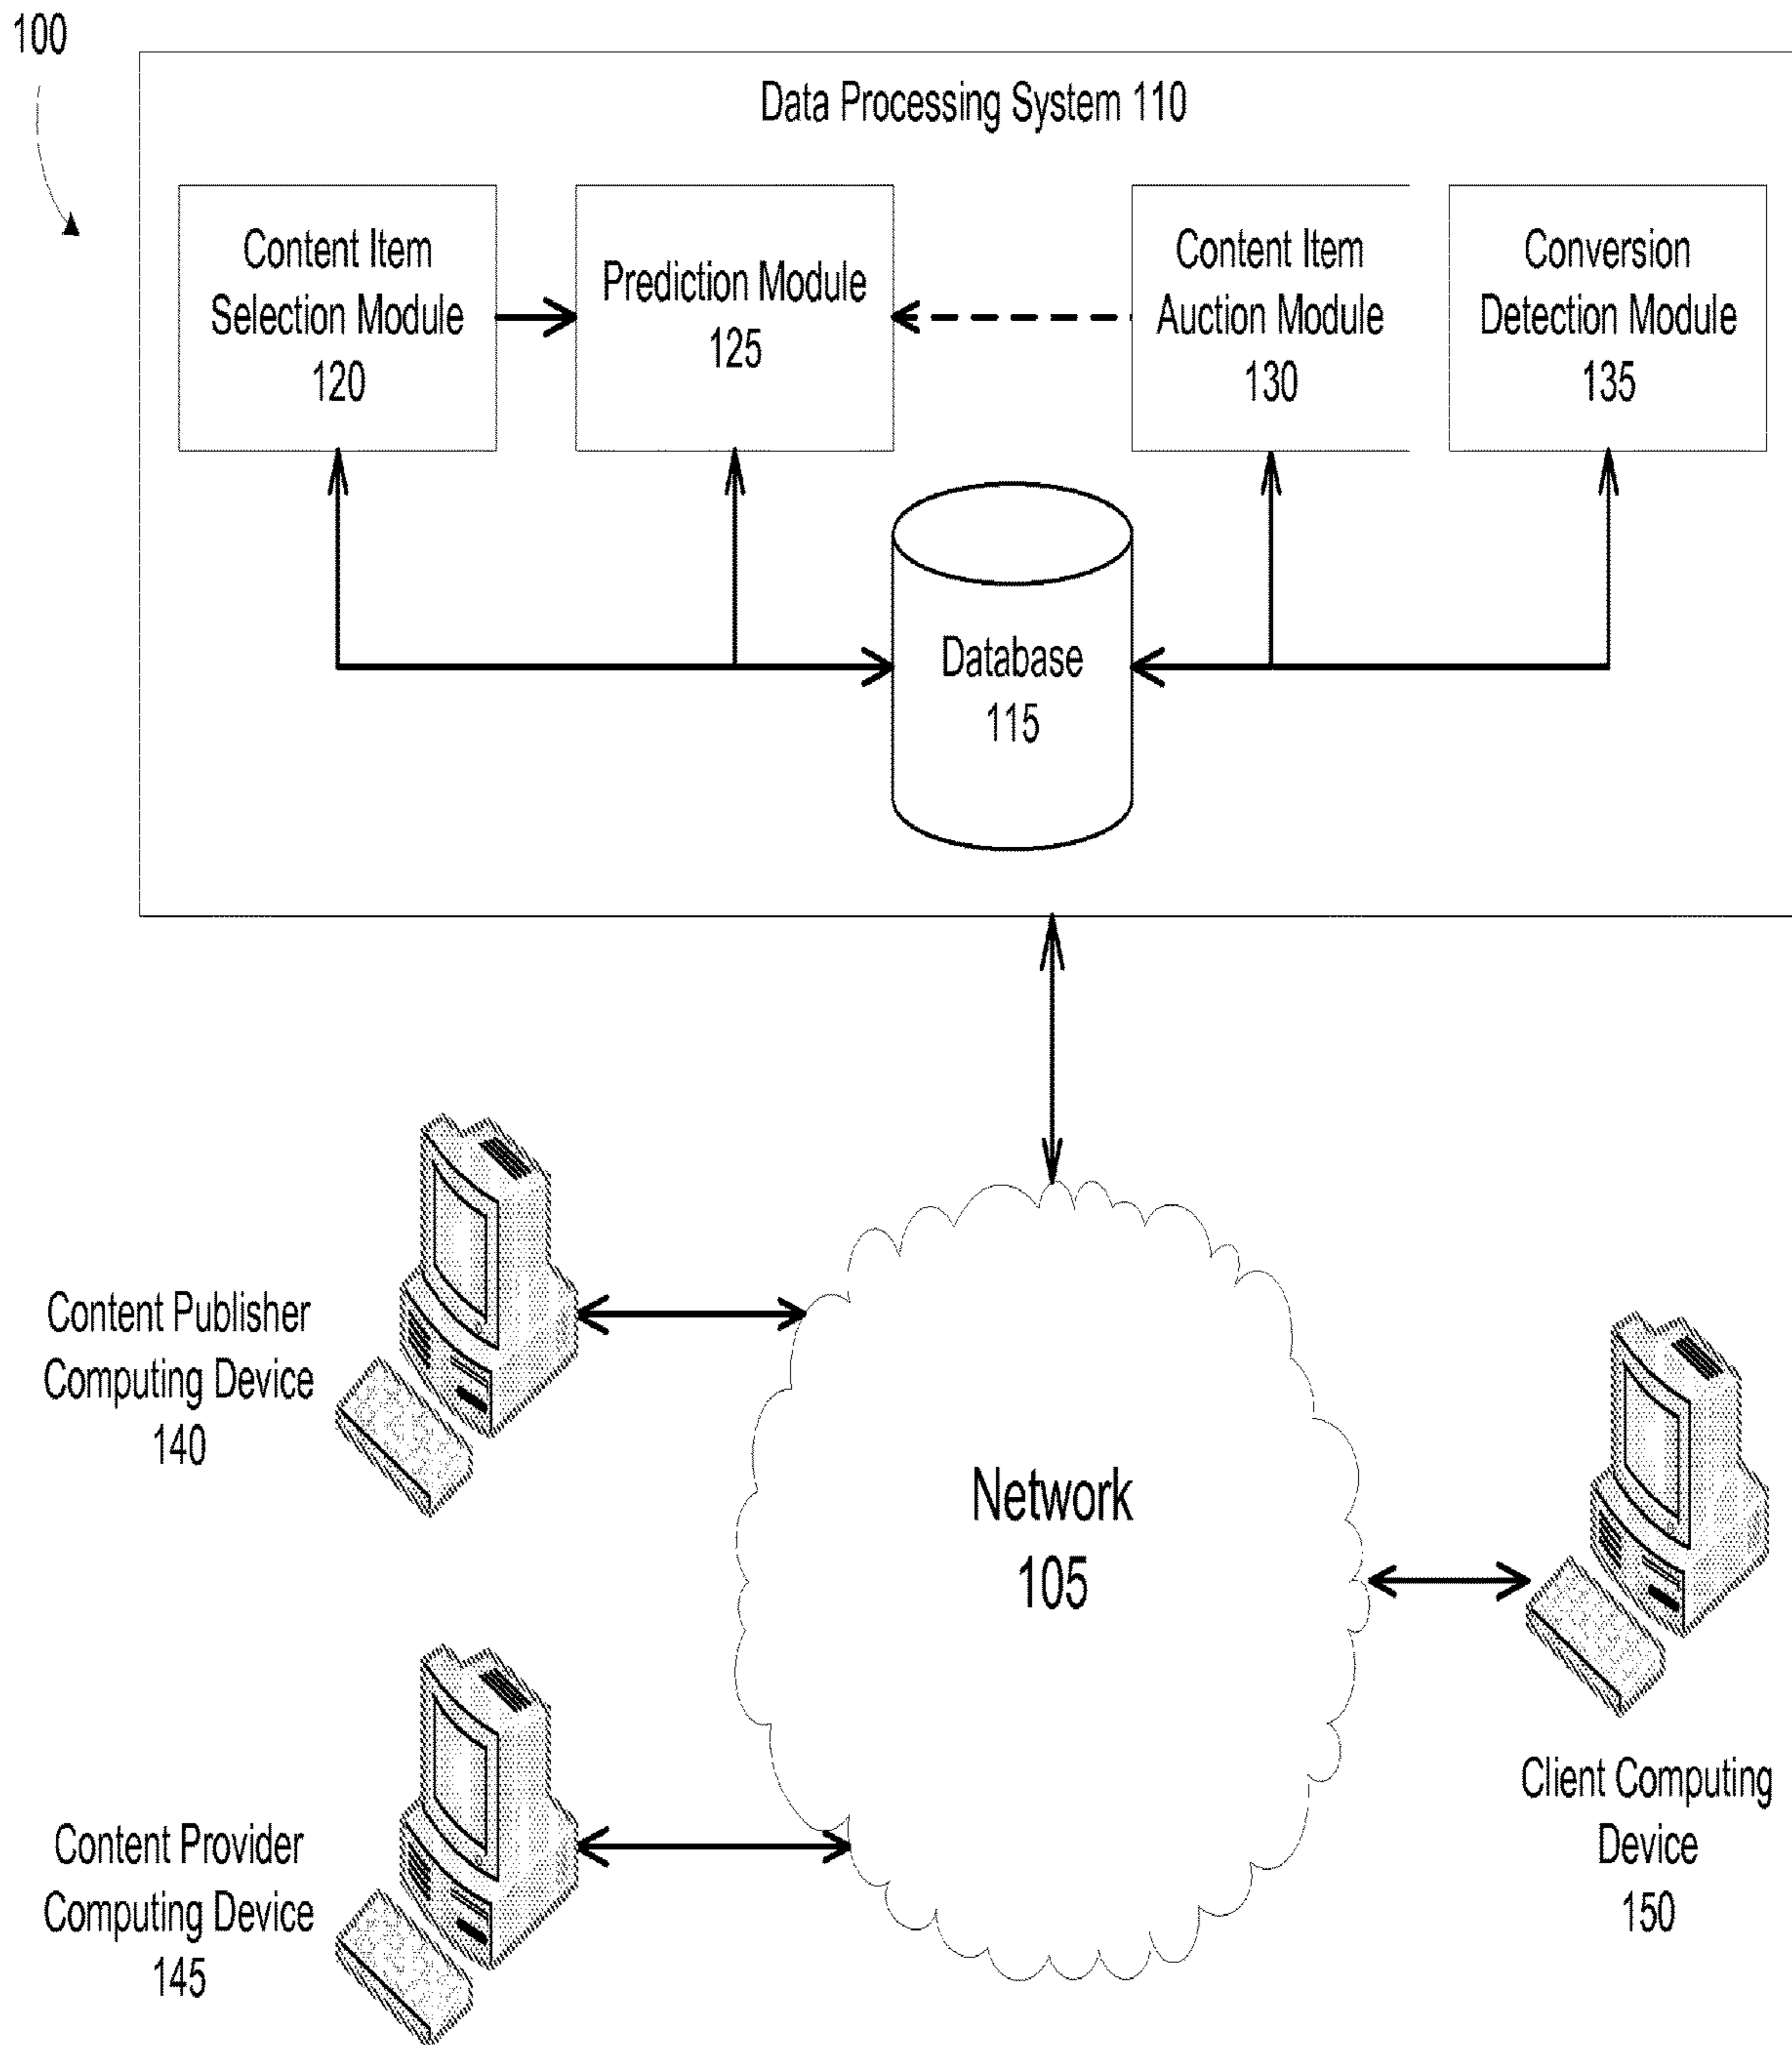 100
Data Processing System 110
Content Item
Selection Module
120
Prediction Module
125
Content Item
Auction Module
130
Conversion
Detection Module
135
Database
115
Content Publisher
Computing Device
140
Network
105
Content Provider
Computing Device
145
Client Computing
Device
150